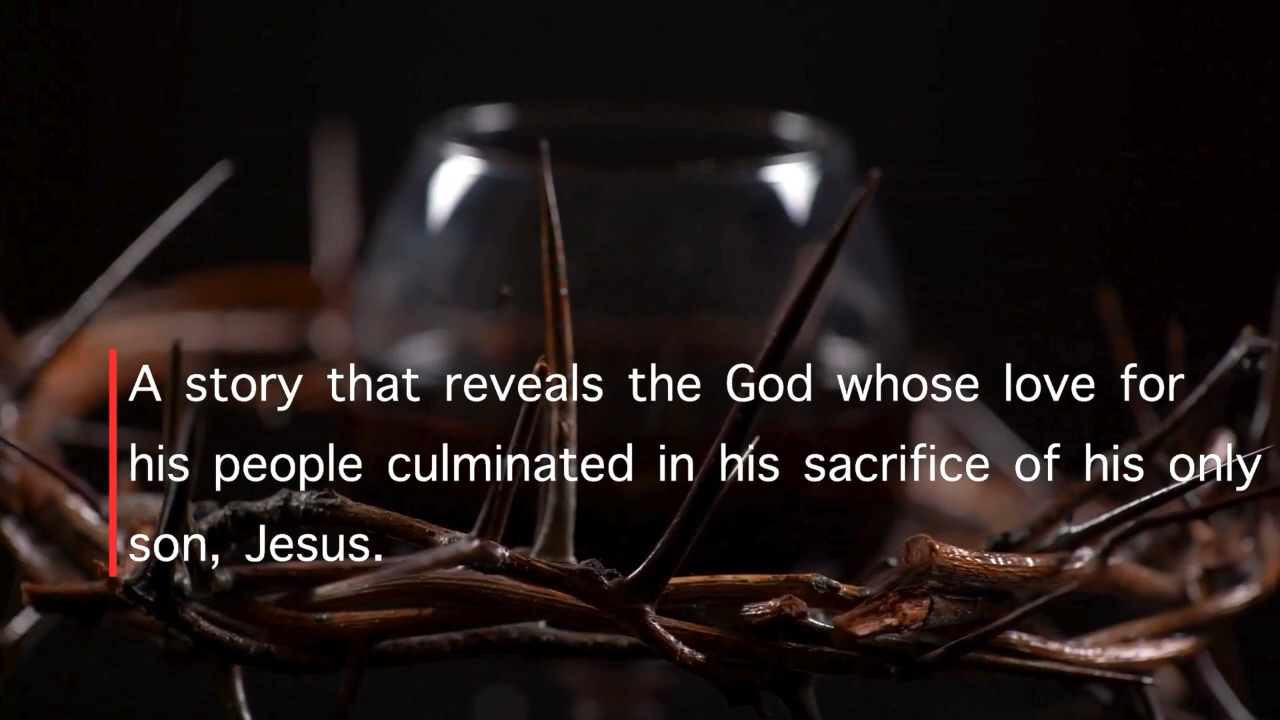 A story that reveals the God whose love for
his people culminated in his sacrifice of his only
son, Jesus.